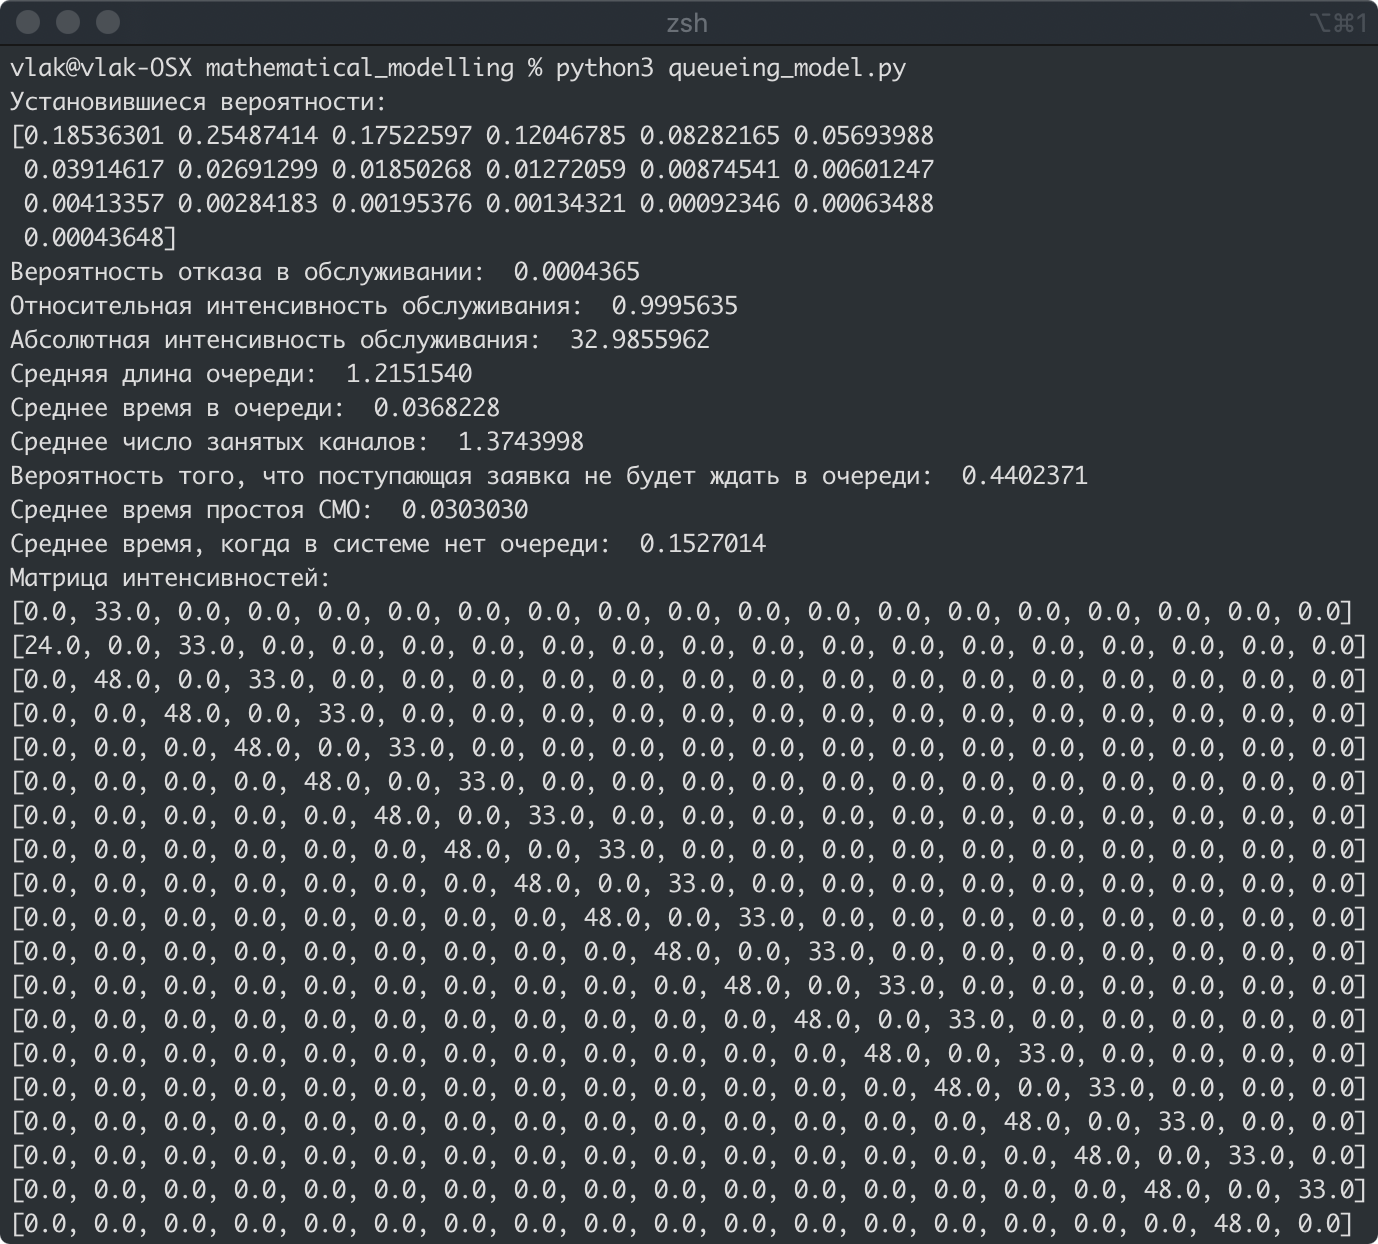 zsh
⌥⌘1
vlak@vlak-OSX mathematical_modelling % python3 queueing_model.py
Установившиеся вероятности:
[0.18536301 0.25487414 0.17522597 0.12046785 0.08282165 0.05693988
0.03914617 0.02691299 0.01850268 0.01272059 0.00874541 0.00601247
0.00413357 0.00284183 0.00195376 0.00134321 0.00092346 0.00063488
0.00043648]
Вероятность отказа в обслуживании:  0.0004365
Относительная интенсивность обслуживания:  0.9995635
Абсолютная интенсивность обслуживания:  32.9855962
Средняя длина очереди:  1.2151540
Среднее время в очереди:  0.0368228
Среднее число занятых каналов:  1.3743998
Вероятность того, что поступающая заявка не будет ждать в очереди:  0.4402371
Среднее время простоя СМО:  0.0303030
Среднее время, когда в системе нет очереди:  0.1527014
Матрица интенсивностей:
[0.0, 33.0, 0.0, 0.0, 0.0, 0.0, 0.0, 0.0, 0.0, 0.0, 0.0, 0.0, 0.0, 0.0, 0.0, 0.0, 0.0, 0.0, 0.0]
[24.0, 0.0, 33.0, 0.0, 0.0, 0.0, 0.0, 0.0, 0.0, 0.0, 0.0, 0.0, 0.0, 0.0, 0.0, 0.0, 0.0, 0.0, 0.0]
[0.0, 48.0, 0.0, 33.0, 0.0, 0.0, 0.0, 0.0, 0.0, 0.0, 0.0, 0.0, 0.0, 0.0, 0.0, 0.0, 0.0, 0.0, 0.0]
[0.0, 0.0, 48.0, 0.0, 33.0, 0.0, 0.0, 0.0, 0.0, 0.0, 0.0, 0.0, 0.0, 0.0, 0.0, 0.0, 0.0, 0.0, 0.0]
[0.0, 0.0, 0.0, 48.0, 0.0, 33.0, 0.0, 0.0, 0.0, 0.0, 0.0, 0.0, 0.0, 0.0, 0.0, 0.0, 0.0, 0.0, 0.0]
[0.0, 0.0, 0.0, 0.0, 48.0, 0.0, 33.0, 0.0, 0.0, 0.0, 0.0, 0.0, 0.0, 0.0, 0.0, 0.0, 0.0, 0.0, 0.0]
[0.0, 0.0, 0.0, 0.0, 0.0, 48.0, 0.0, 33.0, 0.0, 0.0, 0.0, 0.0, 0.0, 0.0, 0.0, 0.0, 0.0, 0.0, 0.0]
[0.0, 0.0, 0.0, 0.0, 0.0, 0.0, 48.0, 0.0, 33.0, 0.0, 0.0, 0.0, 0.0, 0.0, 0.0, 0.0, 0.0, 0.0, 0.0]
[0.0, 0.0, 0.0, 0.0, 0.0, 0.0, 0.0, 48.0, 0.0, 33.0, 0.0, 0.0, 0.0, 0.0, 0.0, 0.0, 0.0, 0.0, 0.0]
[0.0, 0.0, 0.0, 0.0, 0.0, 0.0, 0.0, 0.0, 48.0, 0.0, 33.0, 0.0, 0.0, 0.0, 0.0, 0.0, 0.0, 0.0, 0.0]
[0.0, 0.0, 0.0, 0.0, 0.0, 0.0, 0.0, 0.0, 0.0, 48.0, 0.0, 33.0, 0.0, 0.0, 0.0, 0.0, 0.0, 0.0, 0.0]
[0.0, 0.0, 0.0, 0.0, 0.0, 0.0, 0.0, 0.0, 0.0, 0.0, 48.0, 0.0, 33.0, 0.0, 0.0, 0.0, 0.0, 0.0, 0.0]
[0.0, 0.0, 0.0, 0.0, 0.0, 0.0, 0.0, 0.0, 0.0, 0.0, 0.0, 48.0, 0.0, 33.0, 0.0, 0.0, 0.0, 0.0, 0.0]
[0.0, 0.0, 0.0, 0.0, 0.0, 0.0, 0.0, 0.0, 0.0, 0.0, 0.0, 0.0, 48.0, 0.0, 33.0, 0.0, 0.0, 0.0, 0.0]
[0.0, 0.0, 0.0, 0.0, 0.0, 0.0, 0.0, 0.0, 0.0, 0.0, 0.0, 0.0, 0.0, 48.0, 0.0, 33.0, 0.0, 0.0, 0.0]
[0.0, 0.0, 0.0, 0.0, 0.0, 0.0, 0.0, 0.0, 0.0, 0.0, 0.0, 0.0, 0.0, 0.0, 48.0, 0.0, 33.0, 0.0, 0.0]
[0.0, 0.0, 0.0, 0.0, 0.0, 0.0, 0.0, 0.0, 0.0, 0.0, 0.0, 0.0, 0.0, 0.0, 0.0, 48.0, 0.0, 33.0, 0.0]
[0.0, 0.0, 0.0, 0.0, 0.0, 0.0, 0.0, 0.0, 0.0, 0.0, 0.0, 0.0, 0.0, 0.0, 0.0, 0.0, 48.0, 0.0, 33.0]
[0.0, 0.0, 0.0, 0.0, 0.0, 0.0, 0.0, 0.0, 0.0, 0.0, 0.0, 0.0, 0.0, 0.0, 0.0, 0.0, 0.0, 48.0, 0.0]